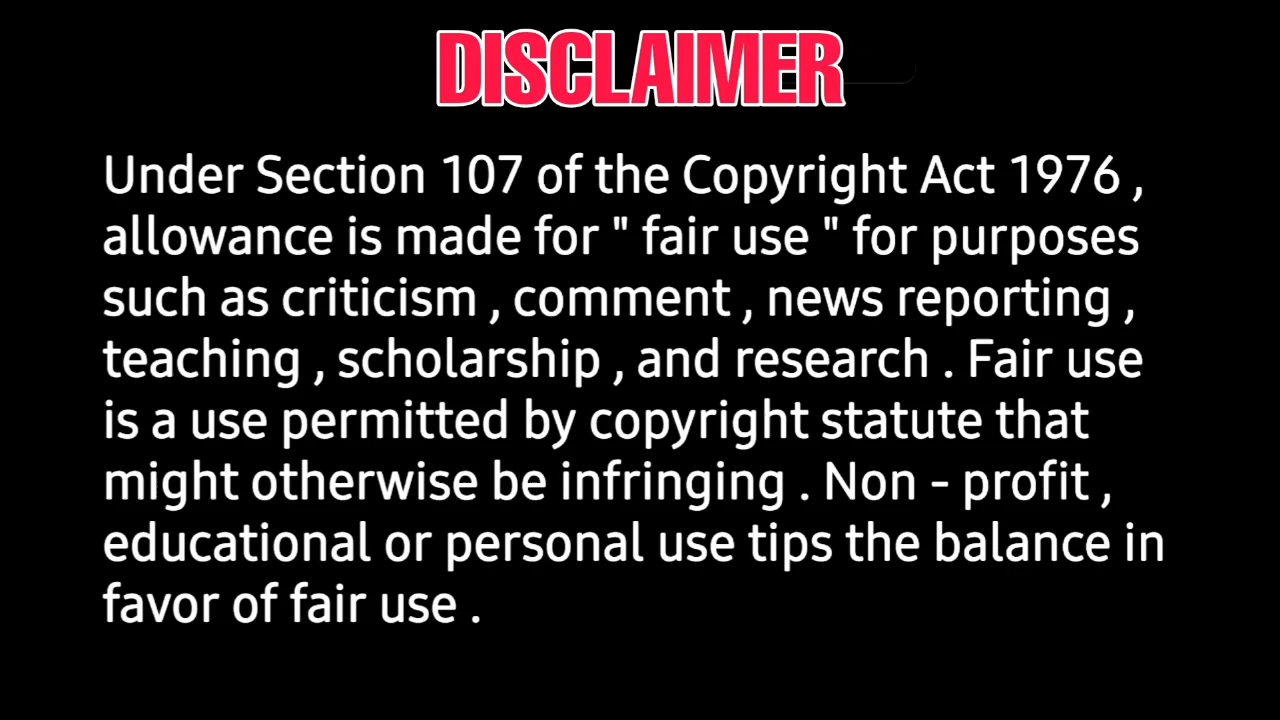 DISCLAIMER
Under Section 107 of the Copyright Act 1976 ,
allowance is made for " fair use " for purposes
such as criticism , comment , news reporting ,
teaching , scholarship , and research . Fair use
is a use permitted by copyright statute that
might otherwise be infringing . Non - profit ,
educational or personal use tips the balance in
favor of fair use .